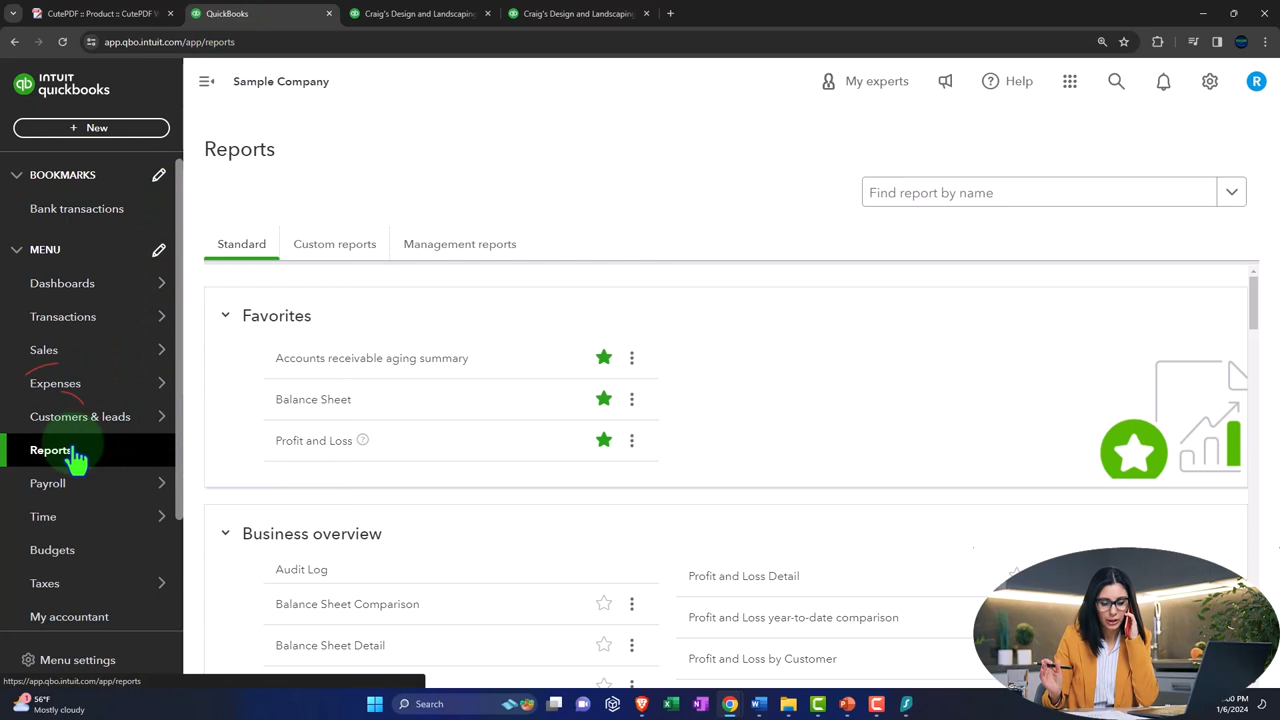 CutePDF | Product : CutePDF W
QuickBooks
Craig's Design and Landscaping
Craig's Design and Landscaping
app.qbo.intuit.com/app/reports
INTUIT
quickbooks
Sample Company
My experts
Help
R
+ New
BOOKMARKS
Bank transactions
MENU
Dashboards
Transactions
Sales
Expenses
Customers & leads
Reports
Payroll
Time
Budgets
Taxes
My accountant
Menu settings
Reports
Find report by name
Standard
Custom reports
Management reports
Favorites
Accounts receivable aging summary
Balance Sheet
Profit and Loss
Business overview
Audit Log
Balance Sheet Comparison
Balance Sheet Detail
Profit and Loss Detail
Profit and Loss year-to-date comparison
Profit and Loss by Customer
https://app.qbo.intuit.com/app/reports
56°F
Mostly cloudy
Search
:00 PM
1/6/2024